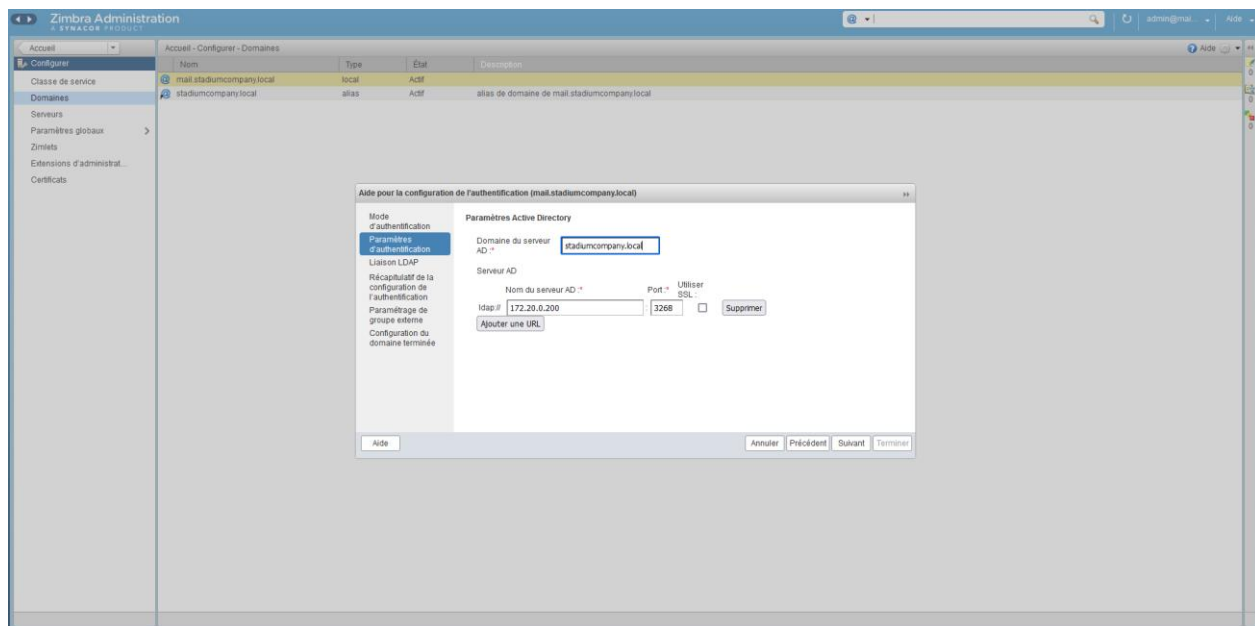 Zimbra Administration
A SYNACOR PRODUCT
admin@mai...
Aide
Accueil
Accueil - Configurer - Domaines
Aide
Configurer
Nom
Type
État
Description
Classe de service
mail.stadiumcompany.local
local
Actif
Domaines
stadiumcompany.local
alias
Actif
alias de domaine de mail.stadiumcompany.local
Serveurs
Paramètres globaux
Zimlets
Extensions d'administrat...
Certificats
0
0
0
Aide pour la configuration de l'authentification (mail.stadiumcompany.local)
Mode
d'authentification
Paramètres
d'authentification
Liaison LDAP
Récapitulatif de la
configuration de
l'authentification
Paramétrage de
groupe externe
Configuration du
domaine terminée
Paramètres Active Directory
Domaine du serveur
AD :*
stadiumcompany.local
Serveur AD
Nom du serveur AD :*
Port :*
Utiliser
SSL :
ldap://
172.20.0.200
:
3268
Supprimer
Ajouter une URL
Aide
Annuler
Précédent
Suivant
Terminer